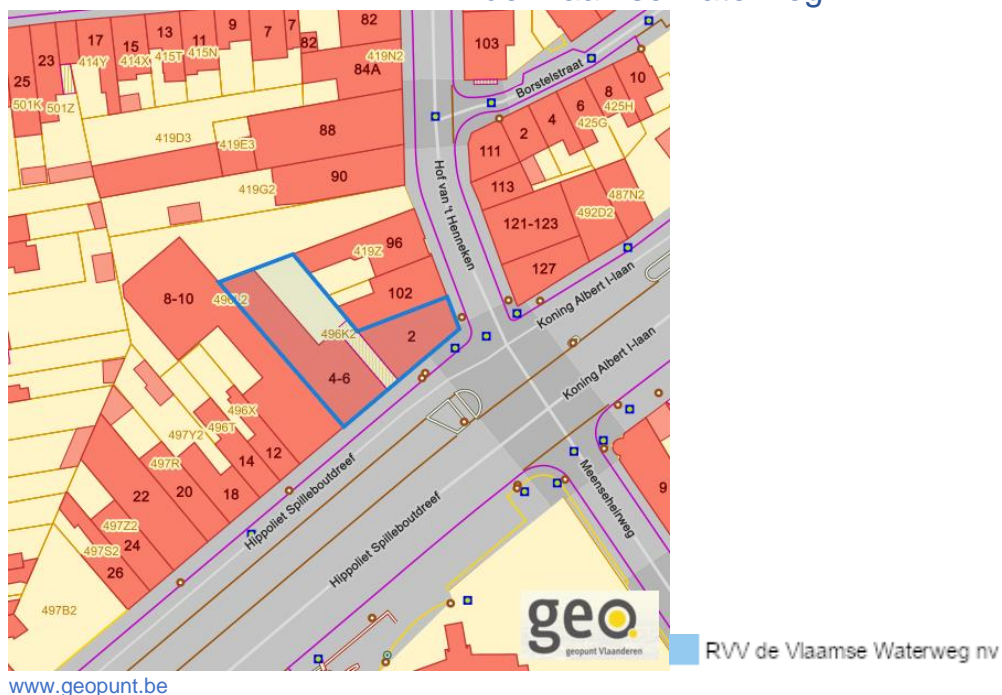 17
15
13
11
9
7
7
82
82
419N2
84A
103
23
25
414Y
414X
415T
415N
501K
501Z
88
419D3
419E3
90
419G2
Borstelstraat
10
8
6
4
2
425H
425G
111
113
487N2
492D2
121-123
127
Hof van 't Henneken
96
419Z
102
2
8-10
496K2
4-6
Koning Albert I-laan
Koning Albert I-laan
496X
496T
497Y2
497R
12
14
18
20
22
497Z2
497S2
24
26
497B2
Hippoliet Spilleboutdreef
Hippoliet Spilleboutdreef
Meenseheirweg
9
geo
geopunt Vlaanderen
RVV de Vlaamse Waterweg nv
www.geopunt.be